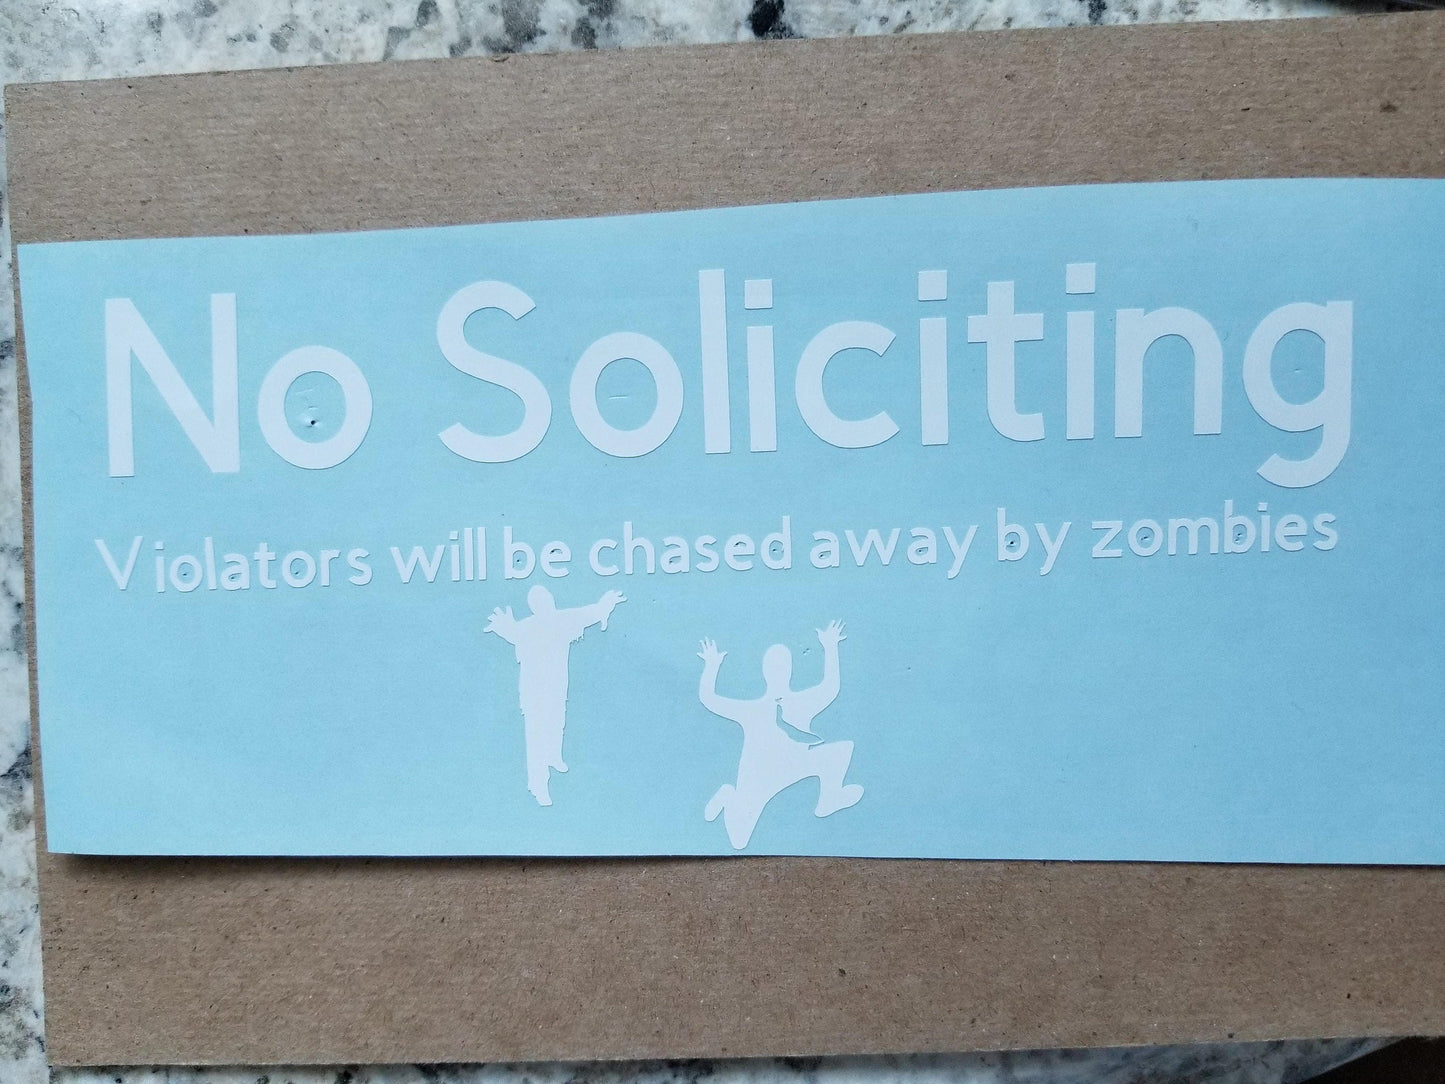 No Soliciting
Violators will be chased away by zombies